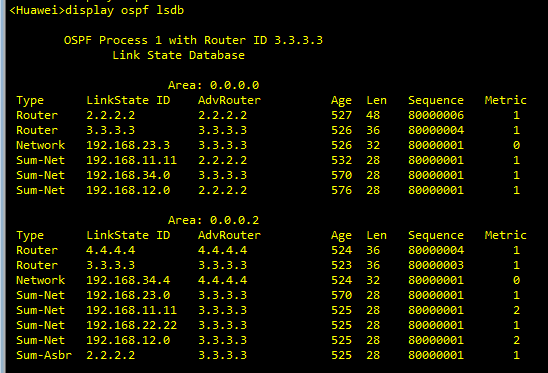 <Huawei>display ospf lsdb
OSPF Process 1 with Router ID 3.3.3.3
Link State Database
Area: 0.0.0.0
Type LinkState ID AdvRouter Age Len Sequence Metric
Router 2.2.2.2 2.2.2.2 527 48 80000006 1
Router 3.3.3.3 3.3.3.3 526 36 80000004 1
Network 192.168.23.3 3.3.3.3 526 32 80000001 0
Sum-Net 192.168.11.11 2.2.2.2 532 28 80000001 1
Sum-Net 192.168.34.0 3.3.3.3 570 28 80000001 1
Sum-Net 192.168.12.0 2.2.2.2 576 28 80000001 1
Area: 0.0.0.2
Type LinkState ID AdvRouter Age Len Sequence Metric
Router 4.4.4.4 4.4.4.4 524 36 80000004 1
Router 3.3.3.3 3.3.3.3 523 36 80000003 1
Network 192.168.34.4 4.4.4.4 524 32 80000001 0
Sum-Net 192.168.23.0 3.3.3.3 570 28 80000001 1
Sum-Net 192.168.11.11 3.3.3.3 525 28 80000001 2
Sum-Net 192.168.22.22 3.3.3.3 525 28 80000001 1
Sum-Net 192.168.12.0 3.3.3.3 525 28 80000001 2
Sum-Asbr 2.2.2.2 3.3.3.3 525 28 80000001 1